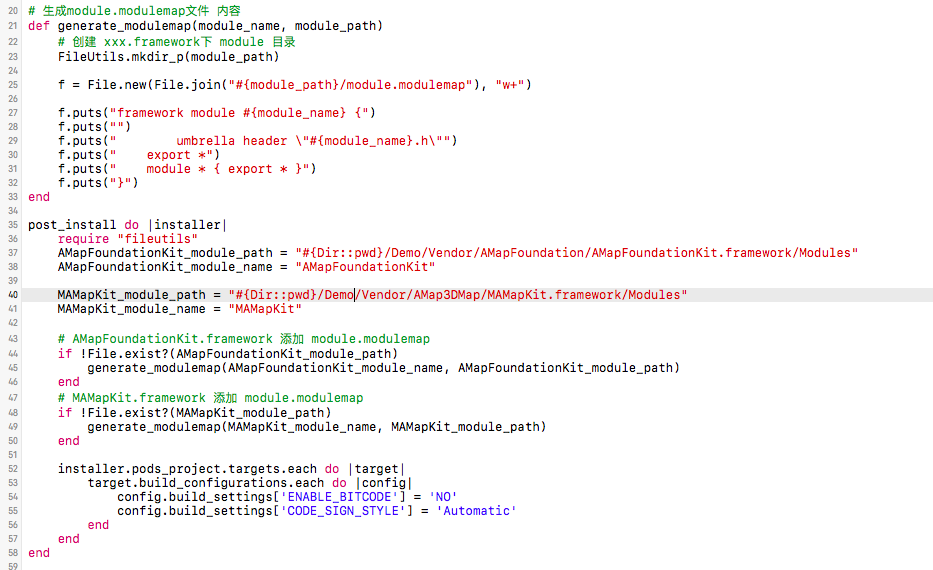 20 # 生成module.modulemap文件 内容
21 def generate_modulemap(module_name, module_path)
22     # 创建 xxx.framework下 module 目录
23     FileUtils.mkdir_p(module_path)
24
25     f = File.new(File.join("#{module_path}/module.modulemap"), "w+")
26
27     f.puts("framework module #{module_name} {")
28     f.puts("")
29     f.puts("        umbrella header \"#{module_name}.h\"")
30     f.puts("    export *")
31     f.puts("    module * { export * }")
32     f.puts("}")
33 end
34
35 post_install do |installer|
36     require "fileutils"
37     AMapFoundationKit_module_path = "#{Dir::pwd}/Demo/Vendor/AMapFoundation/AMapFoundationKit.framework/Modules"
38     AMapFoundationKit_module_name = "AMapFoundationKit"
39
40     MAMapKit_module_path = "#{Dir::pwd}/Demo/Vendor/AMap3DMap/MAMapKit.framework/Modules"
41     MAMapKit_module_name = "MAMapKit"
42
43     # AMapFoundationKit.framework 添加 module.modulemap
44     if !File.exist?(AMapFoundationKit_module_path)
45         generate_modulemap(AMapFoundationKit_module_name, AMapFoundationKit_module_path)
46     end
47     # MAMapKit.framework 添加 module.modulemap
48     if !File.exist?(MAMapKit_module_path)
49         generate_modulemap(MAMapKit_module_name, MAMapKit_module_path)
50     end
51
52     installer.pods_project.targets.each do |target|
53         target.build_configurations.each do |config|
54             config.build_settings['ENABLE_BITCODE'] = 'NO'
55             config.build_settings['CODE_SIGN_STYLE'] = 'Automatic'
56         end
57     end
58 end
59